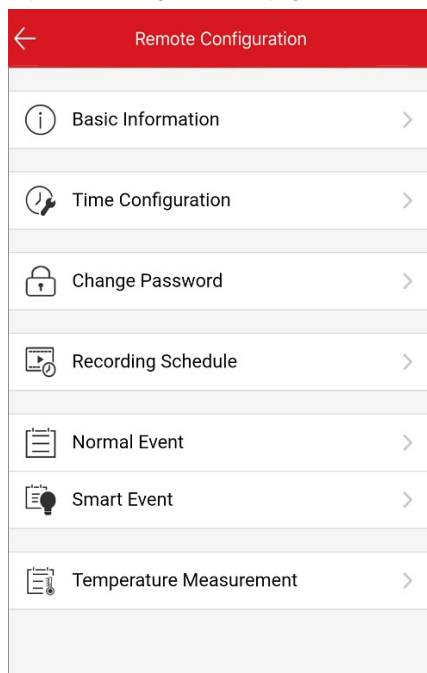 Remote Configuration
Basic Information
Time Configuration
Change Password
Recording Schedule
Normal Event
Smart Event
Temperature Measurement